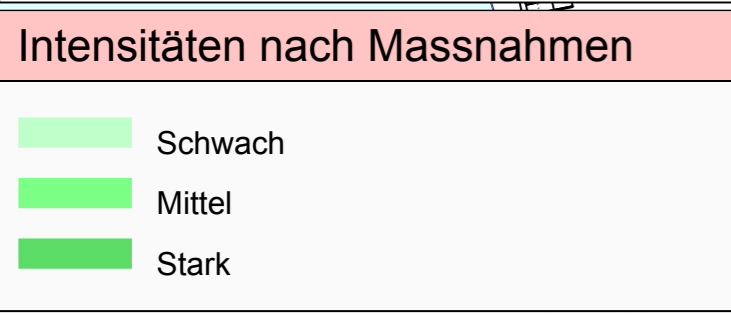 Intensitäten nach Massnahmen
Schwach
Mittel
Stark